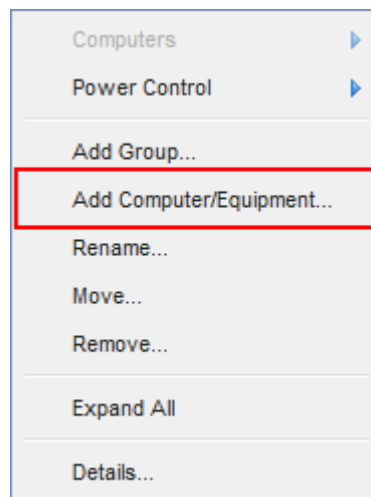 Computers
Power Control
Add Group...
Add Computer/Equipment...
Rename...
Move...
Remove...
Expand All
Details...